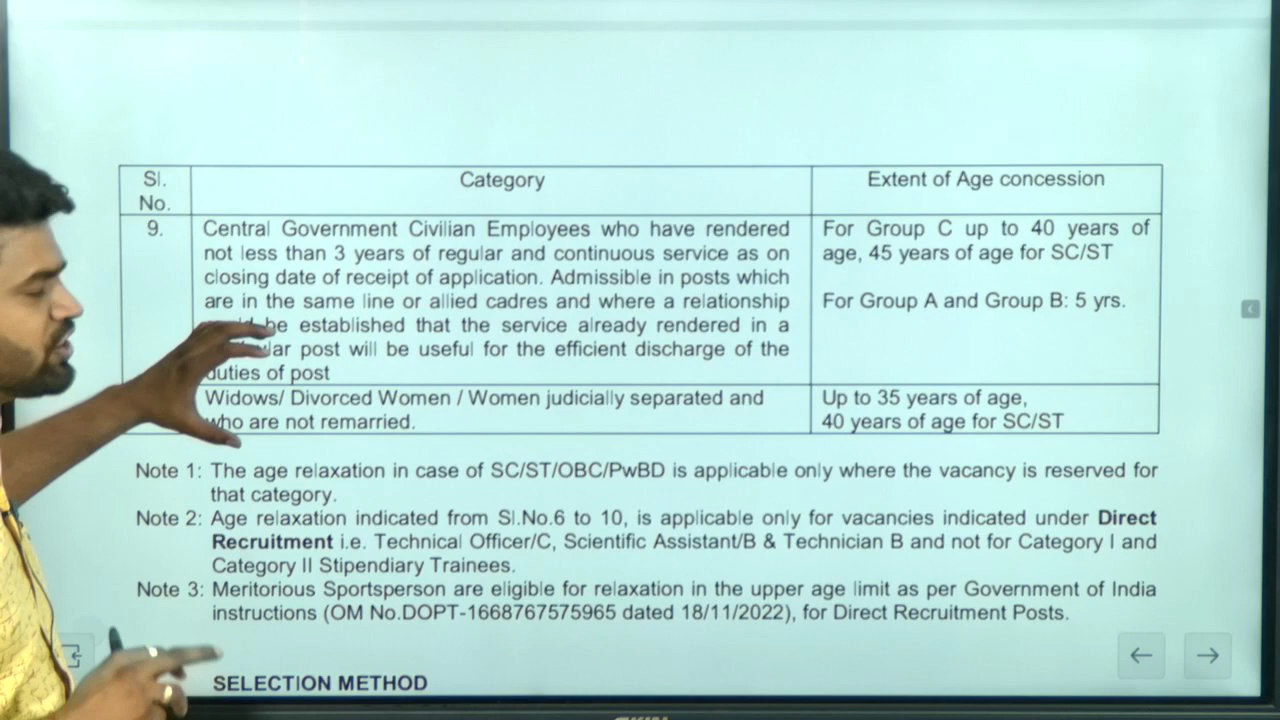 Sl. No.
Category
Extent of Age concession
9.
Central Government Civilian Employees who have rendered
not less than 3 years of regular and continuous service as on
closing date of receipt of application. Admissible in posts which
are in the same line or allied cadres and where a relationship
be established that the service already rendered in a
post will be useful for the efficient discharge of the
duties of post
For Group C up to 40 years of
age, 45 years of age for SC/ST
For Group A and Group B: 5 yrs.
Widows/ Divorced Women / Women judicially separated and
who are not remarried.
Up to 35 years of age,
40 years of age for SC/ST
Note 1: The age relaxation in case of SC/ST/OBC/PwBD is applicable only where the vacancy is reserved for
that category.
Note 2: Age relaxation indicated from Sl.No.6 to 10, is applicable only for vacancies indicated under Direct
Recruitment i.e. Technical Officer/C, Scientific Assistant/B & Technician B and not for Category I and
Category II Stipendiary Trainees.
Note 3: Meritorious Sportsperson are eligible for relaxation in the upper age limit as per Government of India
instructions (OM No.DOPT-1668767575965 dated 18/11/2022), for Direct Recruitment Posts.
SELECTION METHOD